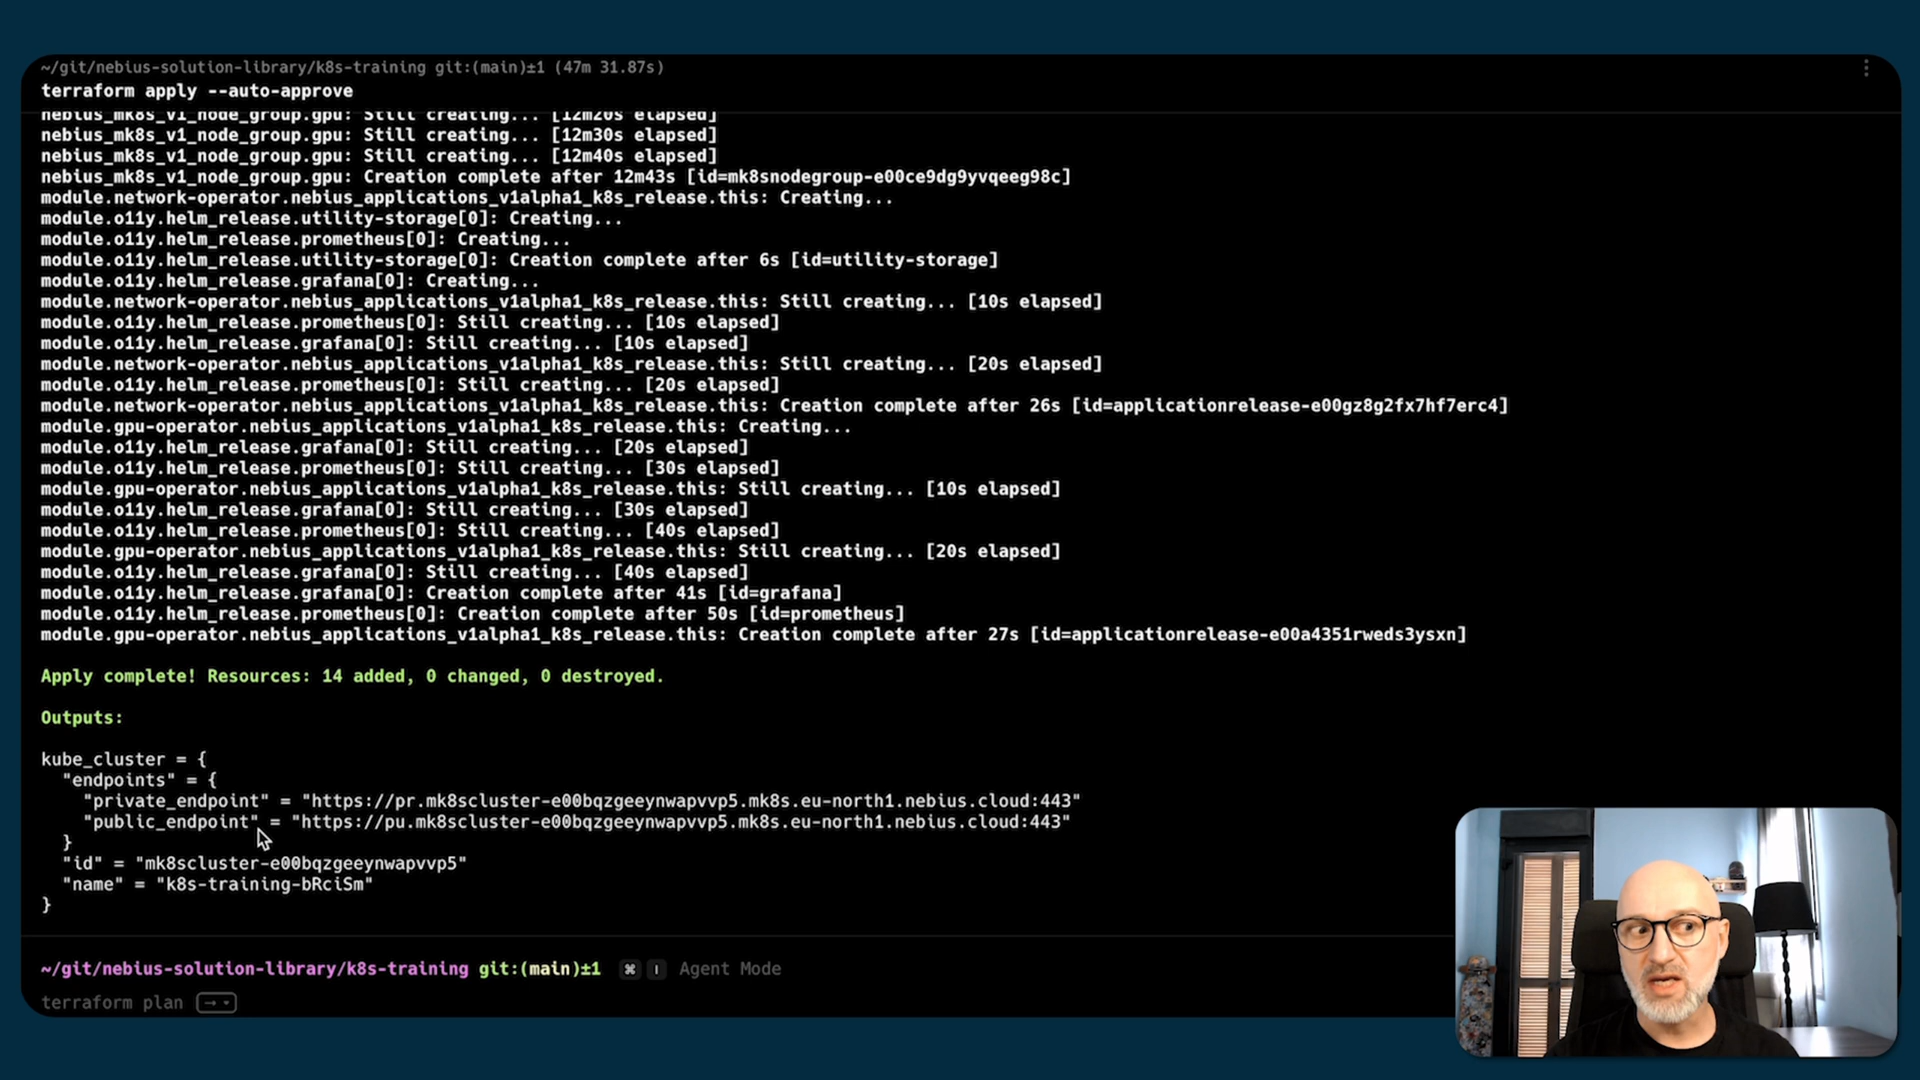 ~/git/nebius-solution-library/k8s-training git:(main)±1 (47m 31.87s)
terraform apply --auto-approve
nebius_mk8s_v1_node_group.gpu: Still creating... [12m20s elapsed]
nebius_mk8s_v1_node_group.gpu: Still creating... [12m30s elapsed]
nebius_mk8s_v1_node_group.gpu: Still creating... [12m40s elapsed]
nebius_mk8s_v1_node_group.gpu: Creation complete after 12m43s [id=mk8snodegroup-e00ce9dg9yvqeeg98c]
module.network-operator.nebius_applications_v1alpha1_k8s_release.this: Creating...
module.o11y.helm_release.utility-storage[0]: Creating...
module.o11y.helm_release.prometheus[0]: Creating...
module.o11y.helm_release.utility-storage[0]: Creation complete after 6s [id=utility-storage]
module.o11y.helm_release.grafana[0]: Creating...
module.network-operator.nebius_applications_v1alpha1_k8s_release.this: Still creating... [10s elapsed]
module.o11y.helm_release.prometheus[0]: Still creating... [10s elapsed]
module.o11y.helm_release.grafana[0]: Still creating... [10s elapsed]
module.network-operator.nebius_applications_v1alpha1_k8s_release.this: Still creating... [20s elapsed]
module.o11y.helm_release.prometheus[0]: Still creating... [20s elapsed]
module.network-operator.nebius_applications_v1alpha1_k8s_release.this: Creation complete after 26s [id=applicationrelease-e00gz8g2fx7hf7erc4]
module.gpu-operator.nebius_applications_v1alpha1_k8s_release.this: Creating...
module.o11y.helm_release.grafana[0]: Still creating... [20s elapsed]
module.o11y.helm_release.prometheus[0]: Still creating... [30s elapsed]
module.gpu-operator.nebius_applications_v1alpha1_k8s_release.this: Still creating... [10s elapsed]
module.o11y.helm_release.grafana[0]: Still creating... [30s elapsed]
module.o11y.helm_release.prometheus[0]: Still creating... [40s elapsed]
module.gpu-operator.nebius_applications_v1alpha1_k8s_release.this: Still creating... [20s elapsed]
module.o11y.helm_release.grafana[0]: Still creating... [40s elapsed]
module.o11y.helm_release.grafana[0]: Creation complete after 41s [id=grafana]
module.o11y.helm_release.prometheus[0]: Creation complete after 50s [id=prometheus]
module.gpu-operator.nebius_applications_v1alpha1_k8s_release.this: Creation complete after 27s [id=applicationrelease-e00a4351rweds3ysxn]
Apply complete! Resources: 14 added, 0 changed, 0 destroyed.
Outputs:
kube_cluster = {
"endpoints" = {
"private_endpoint" = "https://pr.mk8scluster-e00bqzgeeynwapvvp5.mk8s.eu-north1.nebius.cloud:443"
"public_endpoint" = "https://pu.mk8scluster-e00bqzgeeynwapvvp5.mk8s.eu-north1.nebius.cloud:443"
}
"id" = "mk8scluster-e00bqzgeeynwapvvp5"
"name" = "k8s-training-bRciSm"
}
~/git/nebius-solution-library/k8s-training git:(main)±1 ⌘ I Agent Mode
terraform plan